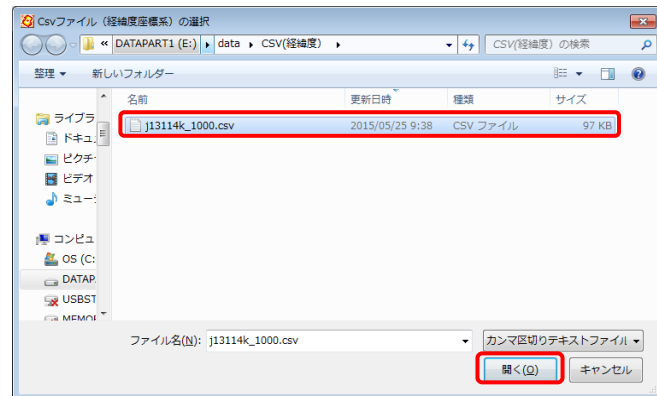 Csvファイル（経緯度座標系）の選択
« DATAPART1 (E:) ▸ data ▸ CSV(経緯度) ▸
CSV(経緯度) の検索
整理 ▼ 新しいフォルダー
名前 更新日時 種類 サイズ
j13114k_1000.csv 2015/05/25 9:38 CSV ファイル 97 KB
ライブラ
ドキュ
ピクチ
ビデオ
ミュー
コンピュ
OS (C:
DATAP
USBST
MEMOR
ファイル名(N): j13114k_1000.csv
カンマ区切りテキストファイル
開く(O) キャンセル